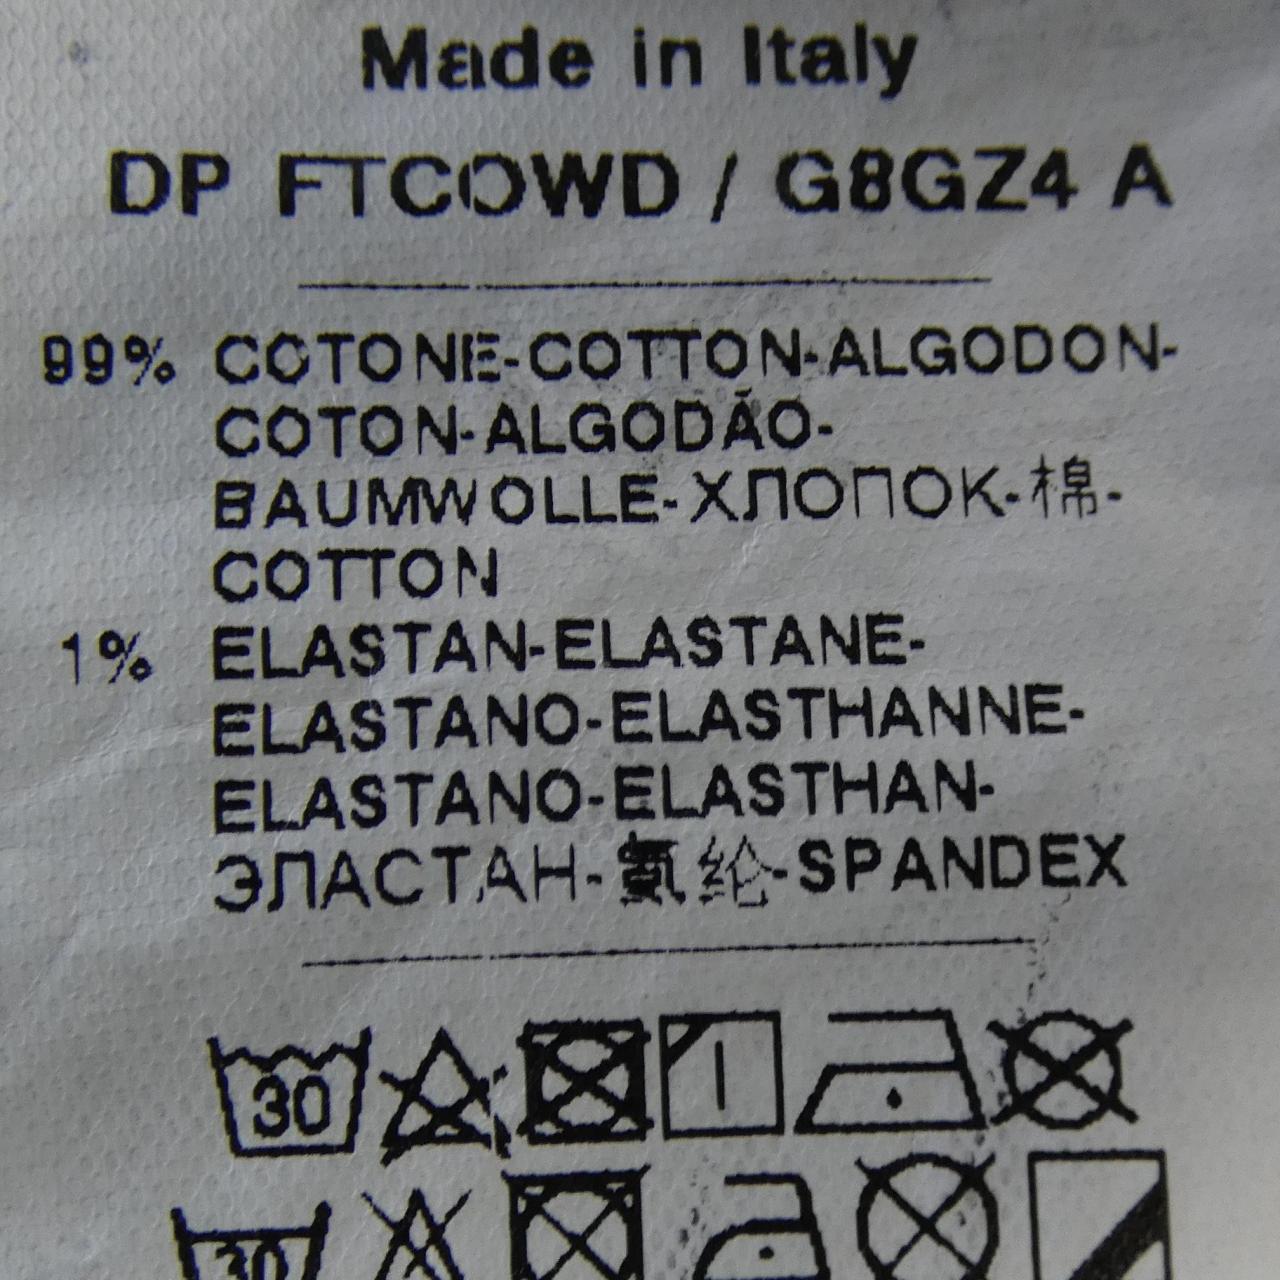 Made in Italy
DP FTCOWD / G8GZ4 A
99% COTONE-COTTON-ALGODON-
COTON-ALGODÃO-
BAUMWOLLE-ХЛОПОК-棉-
COTTON
1% ELASTAN-ELASTANE-
ELASTANO-ELASTHANNE-
ELASTANO-ELASTHAN-
ЭЛАСТАН-氨纶-SPANDEX
30
30